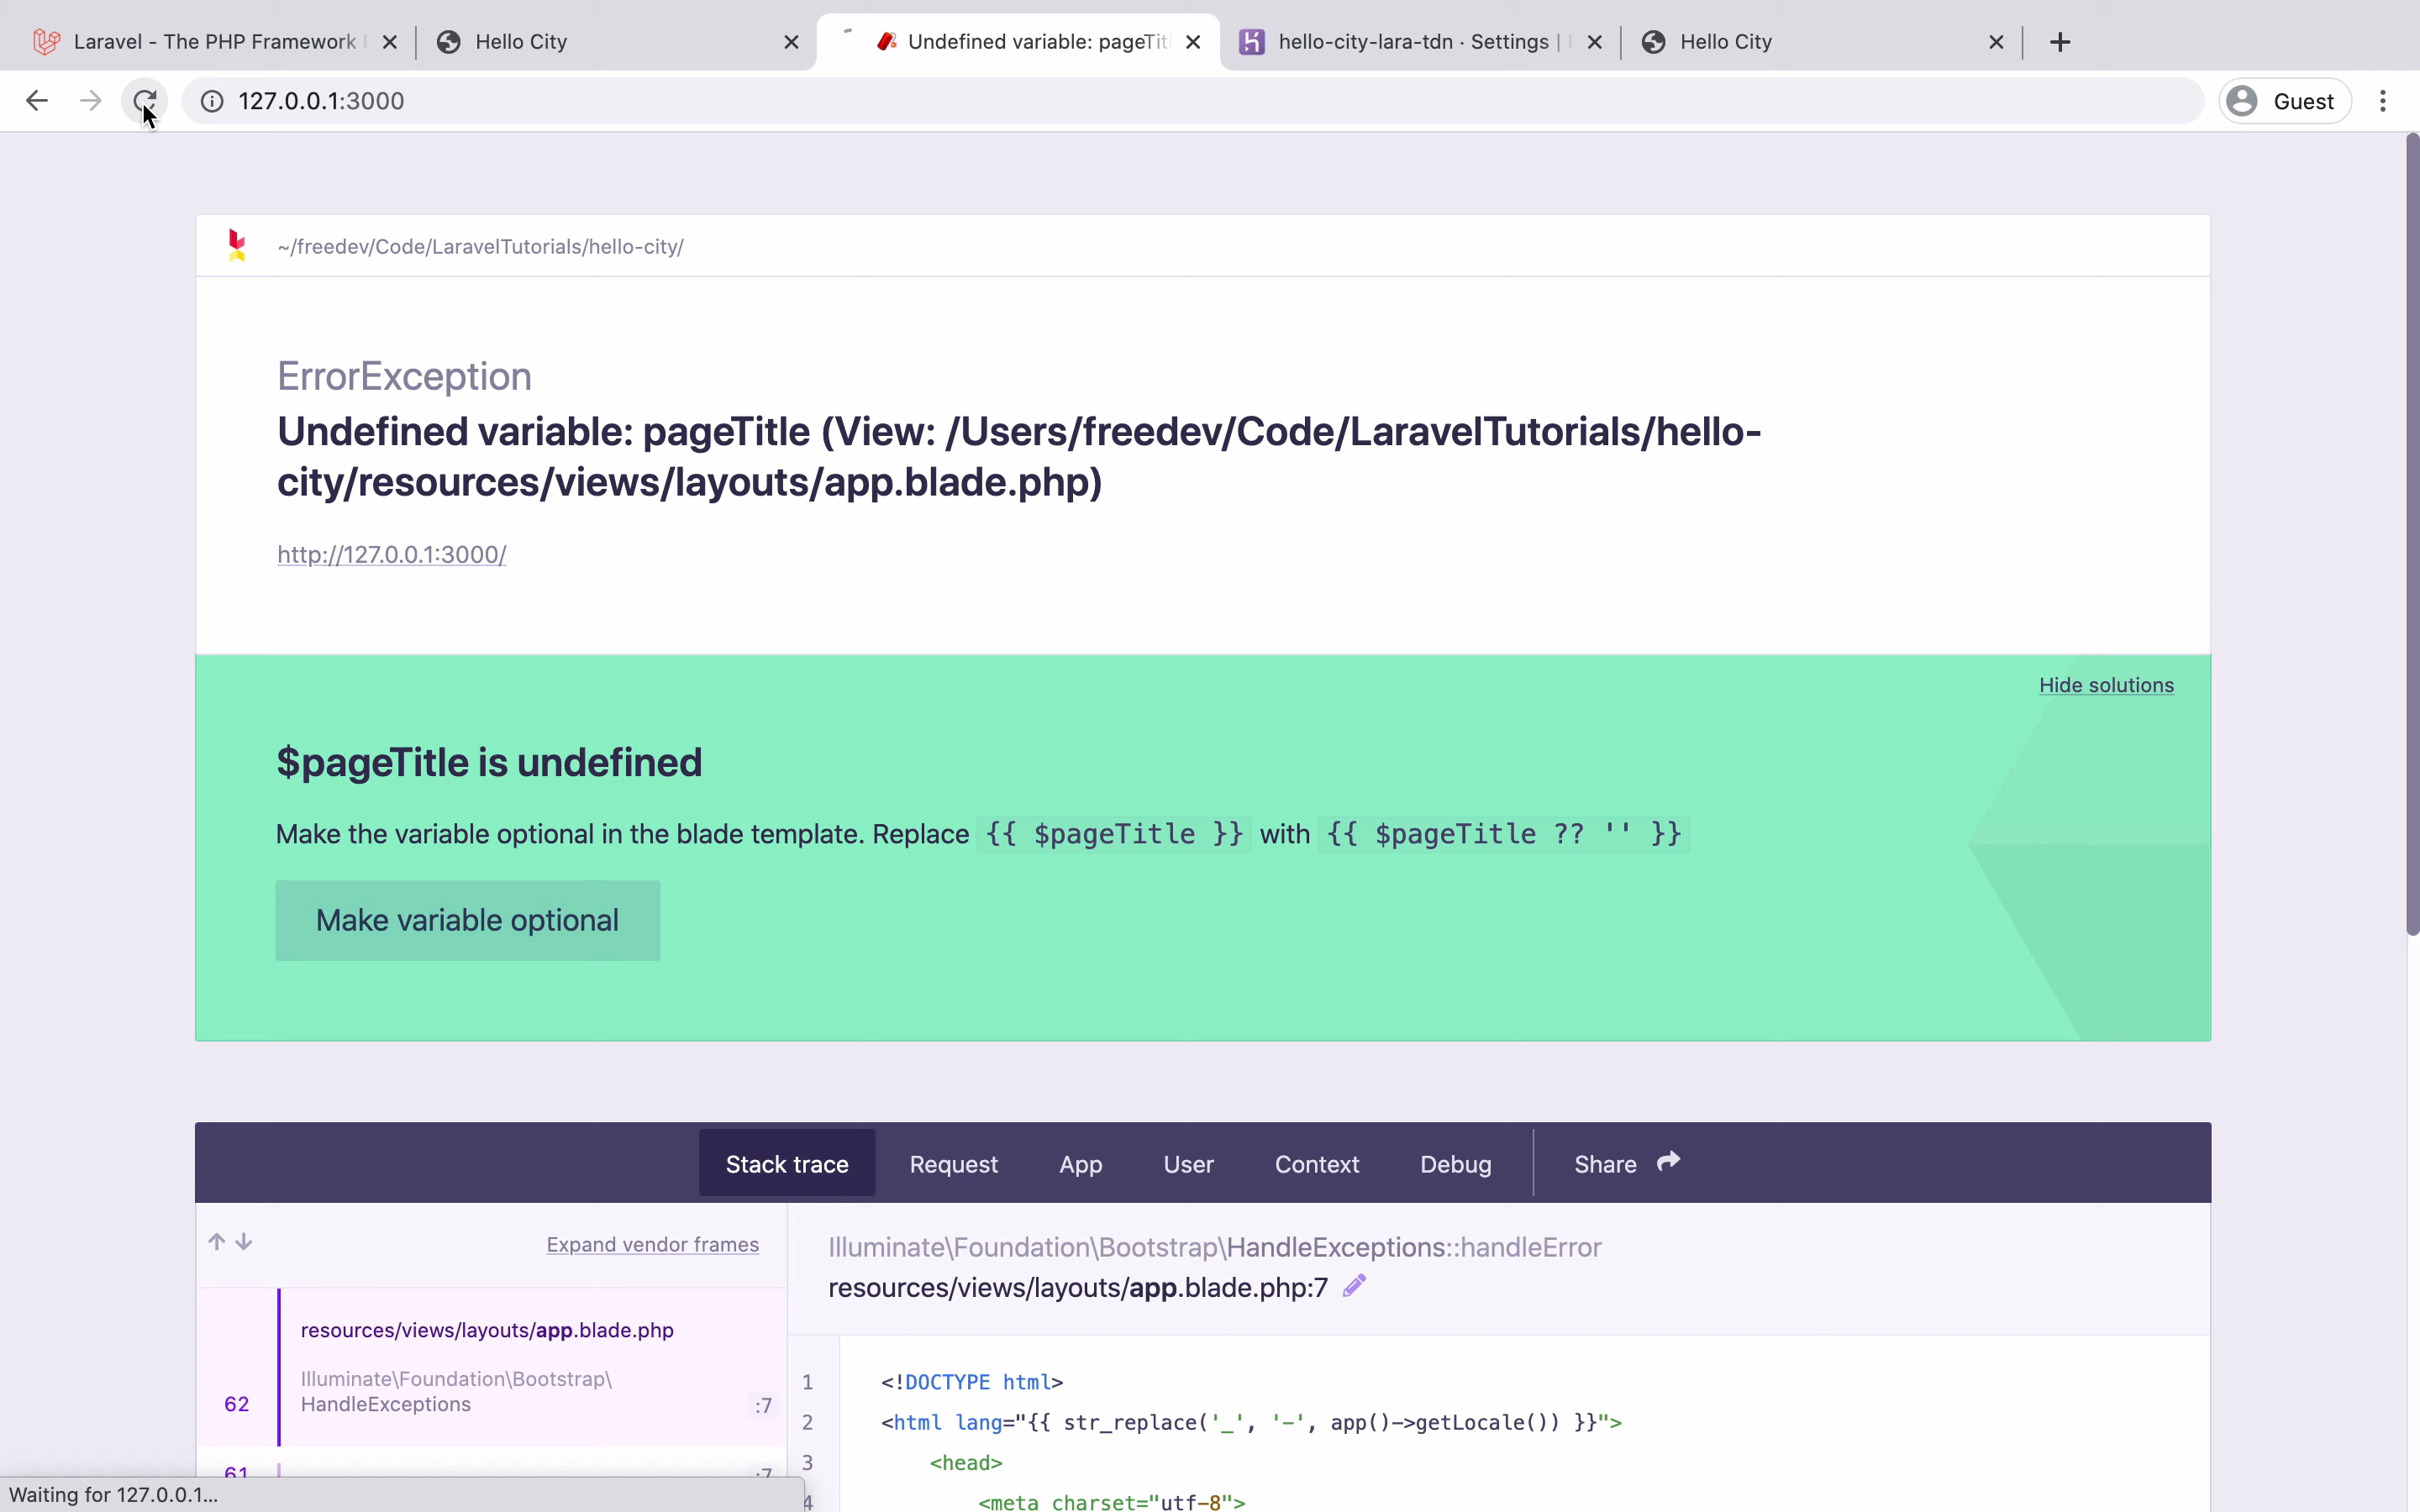 Laravel - The PHP Framework
Hello City
Undefined variable: pageTit
hello-city-lara-tdn · Settings |
Hello City
127.0.0.1:3000
Guest
~/freedev/Code/LaravelTutorials/hello-city/
ErrorException
Undefined variable: pageTitle (View: /Users/freedev/Code/LaravelTutorials/hello-
city/resources/views/layouts/app.blade.php)
http://127.0.0.1:3000/
Hide solutions
$pageTitle is undefined
Make the variable optional in the blade template. Replace {{ $pageTitle }} with {{ $pageTitle ?? '' }}
Make variable optional
Stack trace Request App User Context Debug Share
Expand vendor frames
Illuminate\Foundation\Bootstrap\HandleExceptions::handleError
resources/views/layouts/app.blade.php:7
resources/views/layouts/app.blade.php
Illuminate\Foundation\Bootstrap\
62 HandleExceptions :7
61 :7
1 <!DOCTYPE html>
2 <html lang="{{ str_replace('_', '-', app()->getLocale()) }}">
3 <head>
4 <meta charset="utf-8">
Waiting for 127.0.0.1...